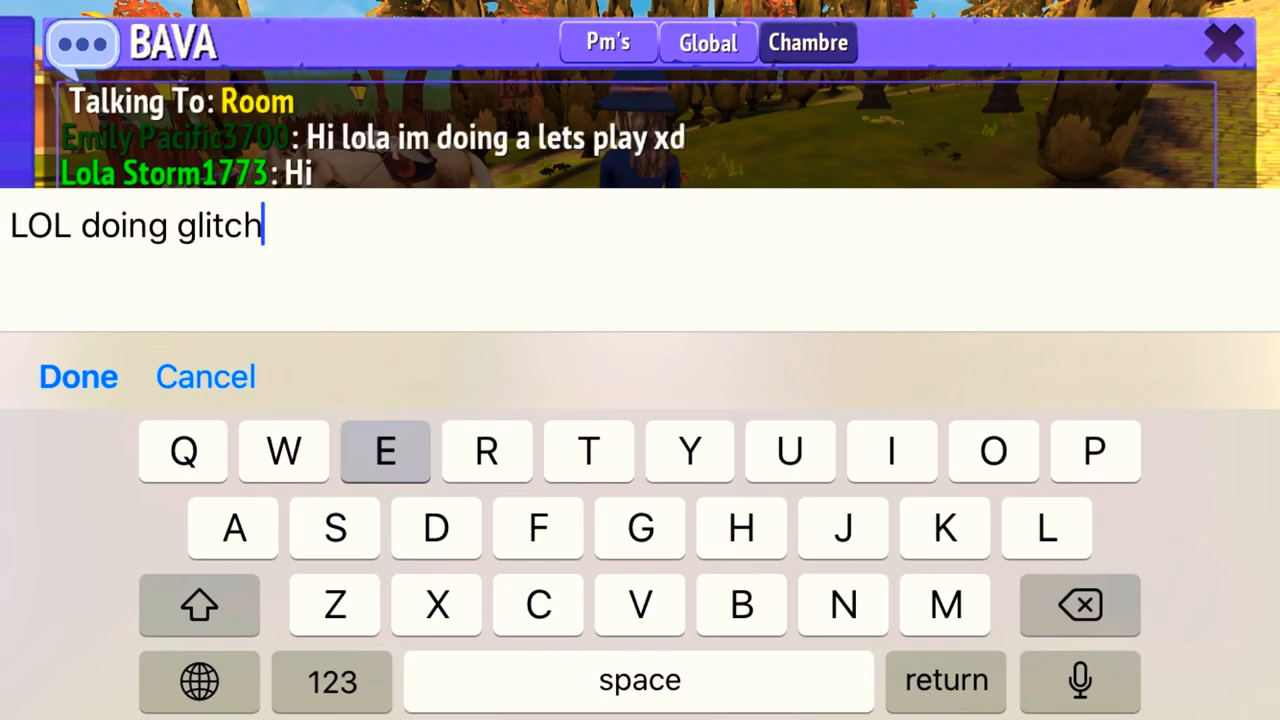 BAVA
Pm's Global Chambre
Talking To: Room
Emily Pacific3700: Hi lola im doing a lets play xd
Lola Storm1773: Hi
LOL doing glitch
Done Cancel
Q W E R T Y U I O P
A S D F G H J K L
Z X C V B N M
123 space return